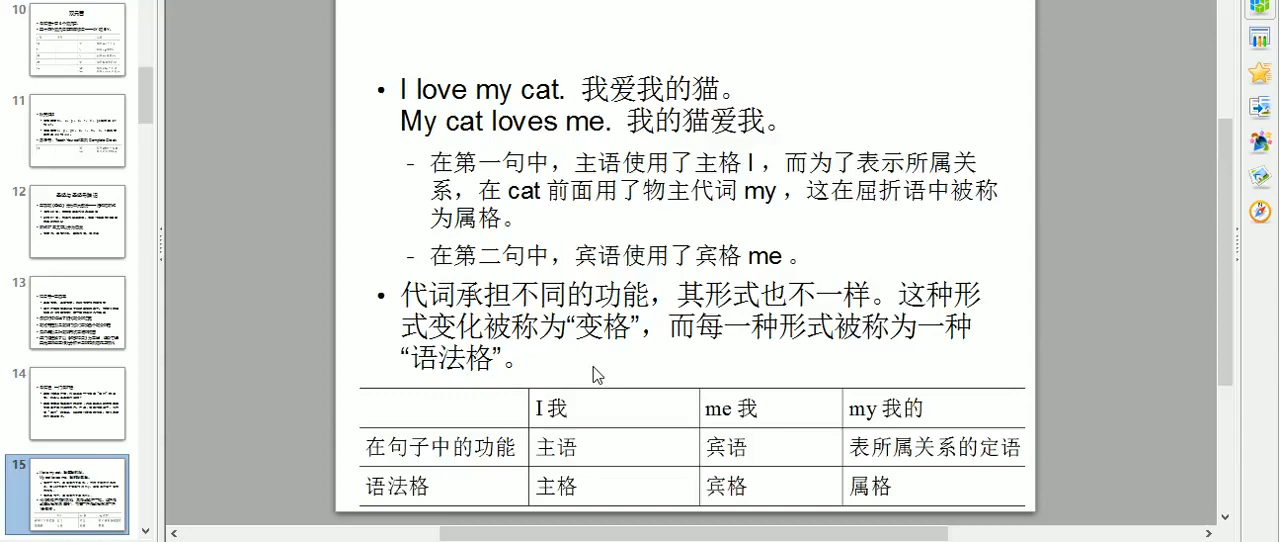 10
11
12
13
14
15
I love my cat. 我爱我的猫。
My cat loves me. 我的猫爱我。
在第一句中，主语使用了主格 I ，而为了表示所属关
系，在 cat 前面用了物主代词 my ，这在屈折语中被称
为属格。
在第二句中，宾语使用了宾格 me 。
代词承担不同的功能，其形式也不一样。这种形
式变化被称为“变格”，而每一种形式被称为一种
“语法格”。
I 我 me 我 my 我的
在句子中的功能 主语 宾语 表所属关系的定语
语法格 主格 宾格 属格